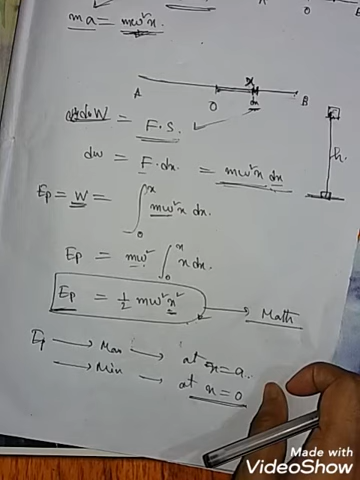 ma = mω²x.
A O x B
dx
dow = F.S.
h.
dw = F.dx. = mω²x dx
Ep = W = ∫₀ˣ mω²x dx.
Ep = mω² ∫₀ˣ x dx.
Ep = ½ mω²x² → Math
Ep → Max → at x = a.
→ Min → at x = 0
Made with
VideoShow